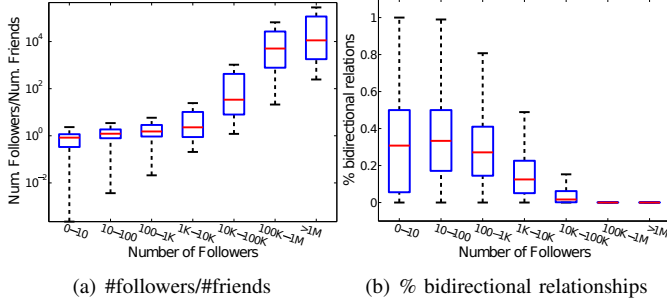 Num. Followers/Num. Friends
10^4
10^2
10^0
10^-2
0-10
10-100
100-1K
1K-10K
10K-100K
100K-1M
>1M
Number of Followers
(a) #followers/#friends
% bidirectional relations
1
0.8
0.6
0.4
0.2
0
0-10
10-100
100-1K
1K-10K
10K-100K
100K-1M
>1M
Number of Followers
(b) % bidirectional relationships